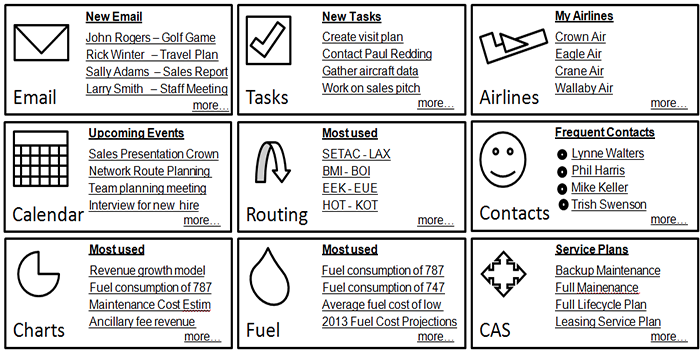 New Email
John Rogers – Golf Game
Rick Winter – Travel Plan
Sally Adams – Sales Report
Larry Smith – Staff Meeting
more...
Email
New Tasks
Create visit plan
Contact Paul Redding
Gather aircraft data
Work on sales pitch
more...
Tasks
My Airlines
Crown Air
Eagle Air
Crane Air
Wallaby Air
more...
Airlines
Upcoming Events
Sales Presentation Crown
Network Route Planning
Team planning meeting
Interview for new hire
more...
Calendar
Most used
SETAC - LAX
BMI - BOI
EEK - EUE
HOT - KOT
more...
Routing
Frequent Contacts
Lynne Walters
Phil Harris
Mike Keller
Trish Swenson
more...
Contacts
Most used
Revenue growth model
Fuel consumption of 787
Maintenance Cost Estim
Ancillary fee revenue
more...
Charts
Most used
Fuel consumption of 787
Fuel consumption of 747
Average fuel cost of low
2013 Fuel Cost Projections
more...
Fuel
Service Plans
Backup Maintenance
Full Mainenance
Full Lifecycle Plan
Leasing Service Plan
more...
CAS